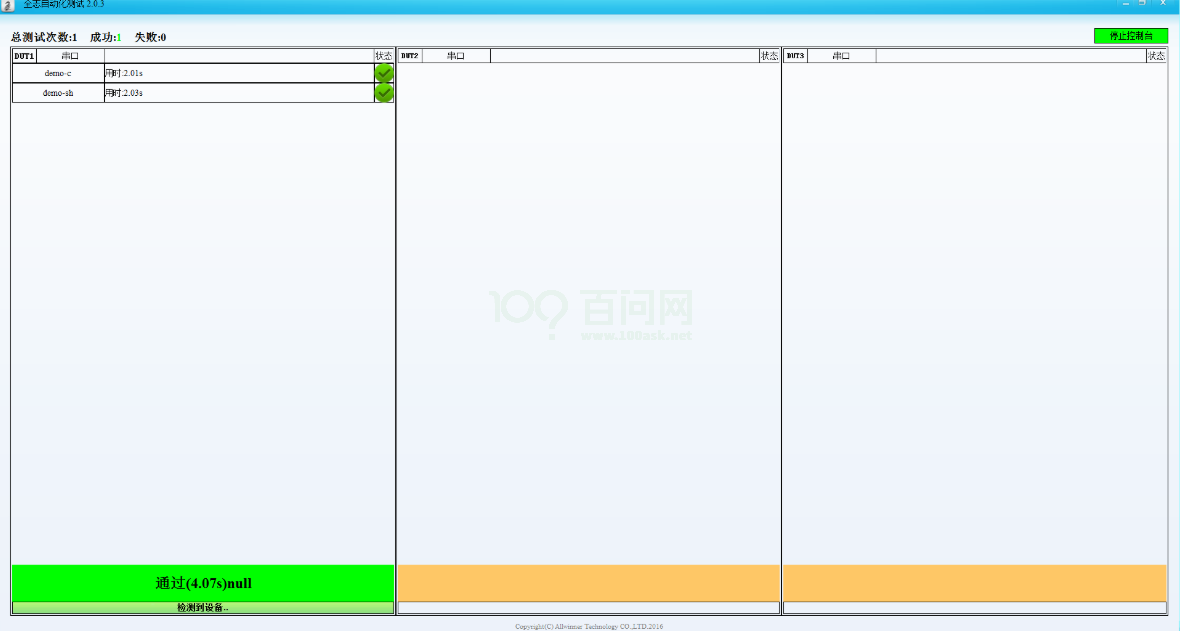 全志自动化测试 2.0.3
总测试次数:1 成功:1 失败:0 停止控制台
DUT1 串口 状态 DUT2 串口 状态 DUT3 串口 状态
demo-c 用时:2.01s
demo-sh 用时:2.03s
百问网
www.100ask.net
通过(4.07s)null
检测到设备..
Copyright(C) Allwinner Technology CO.,LTD.2016